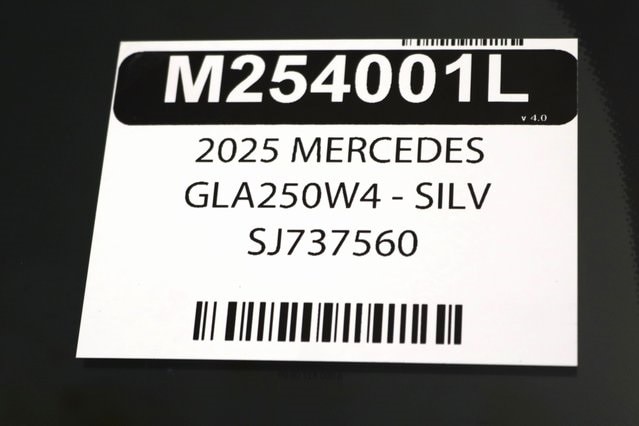 M254001L
v 4.0
2025 MERCEDES
GLA250W4 - SILV
SJ737560